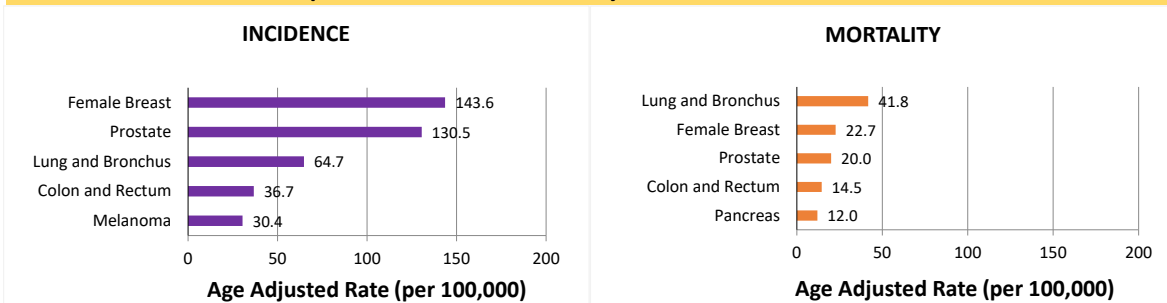 INCIDENCE
Female Breast 143.6
Prostate 130.5
Lung and Bronchus 64.7
Colon and Rectum 36.7
Melanoma 30.4
0 50 100 150 200
Age Adjusted Rate (per 100,000)
MORTALITY
Lung and Bronchus 41.8
Female Breast 22.7
Prostate 20.0
Colon and Rectum 14.5
Pancreas 12.0
0 50 100 150 200
Age Adjusted Rate (per 100,000)